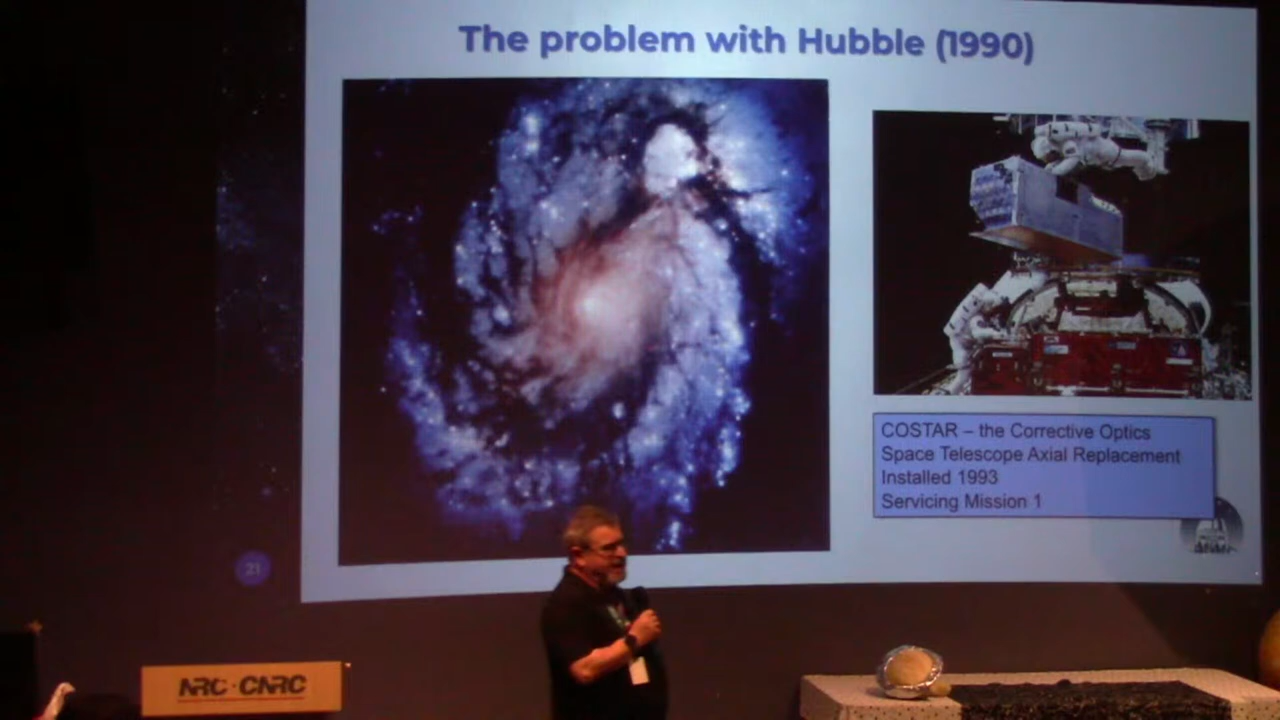 The problem with Hubble (1990)
COSTAR – the Corrective Optics
Space Telescope Axial Replacement
Installed 1993
Servicing Mission 1
21
NRC · CNRC